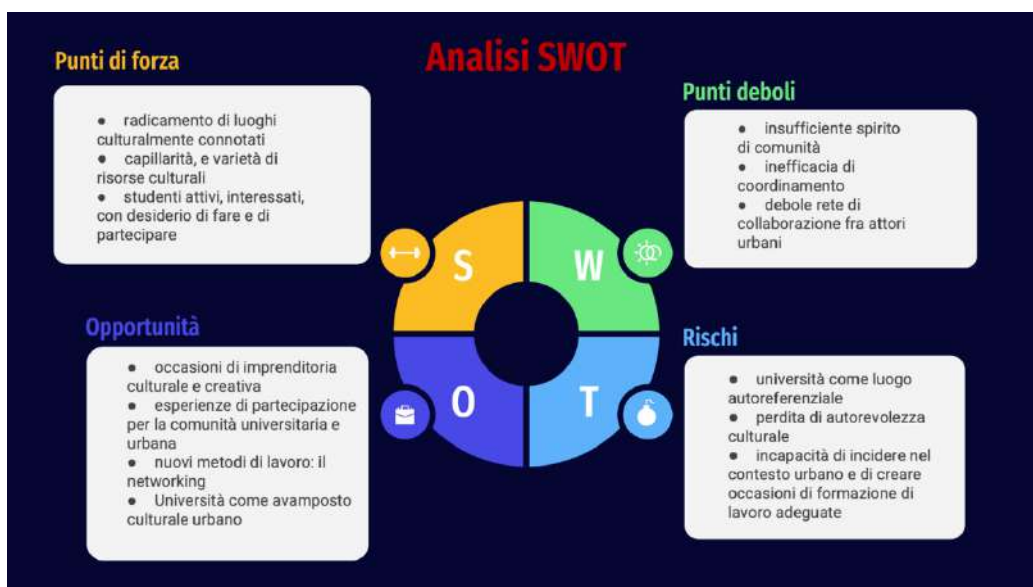 Analisi SWOT
Punti di forza
● radicamento di luoghi
culturalmente connotati
● capillarità, e varietà di
risorse culturali
● studenti attivi, interessati,
con desiderio di fare e di
partecipare
Punti deboli
● insufficiente spirito
di comunità
● inefficacia di
coordinamento
● debole rete di
collaborazione fra attori
urbani
S
W
O
T
Opportunità
● occasioni di imprenditoria
culturale e creativa
● esperienze di partecipazione
per la comunità universitaria e
urbana
● nuovi metodi di lavoro: il
networking
● Università come avamposto
culturale urbano
Rischi
● università come luogo
autoreferenziale
● perdita di autorevolezza
culturale
● incapacità di incidere nel
contesto urbano e di creare
occasioni di formazione di
lavoro adeguate